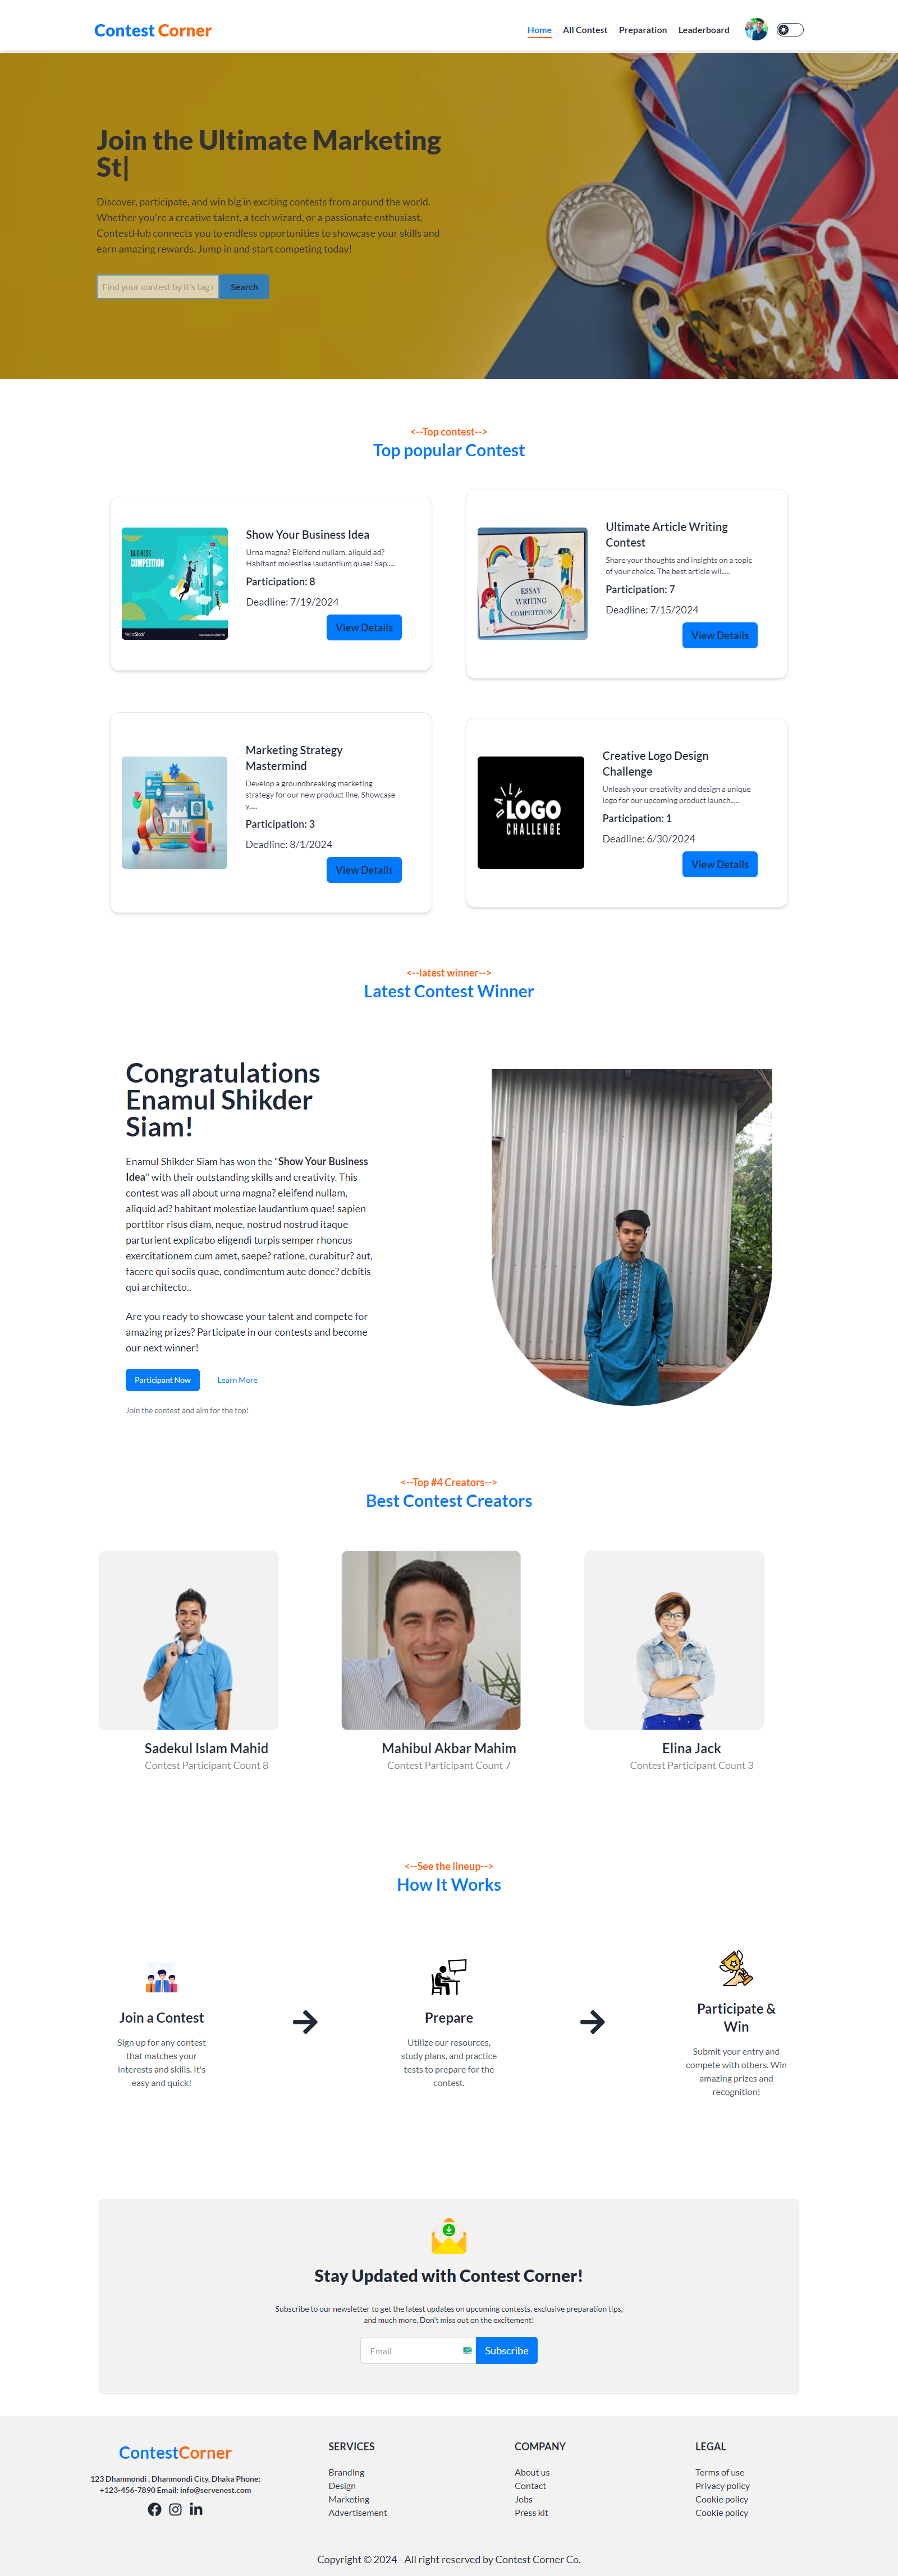 Contest Corner
Home All Contest Preparation Leaderboard
Join the Ultimate Marketing
St|
Discover, participate, and win big in exciting contests from around the world.
Whether you're a creative talent, a tech wizard, or a passionate enthusiast,
ContestHub connects you to endless opportunities to showcase your skills and
earn amazing rewards. Jump in and start competing today!
Find your contest by it's tag
Search
<--Top contest-->
Top popular Contest
BUSINESS
COMPETITION
VectorStock
Show Your Business Idea
Urna magna? Eleifend nullam, aliquid ad?
Habitant molestiae laudantium quae! Sap.....
Participation: 8
Deadline: 7/19/2024
View Details
ESSAY
WRITING
COMPETITION
Ultimate Article Writing
Contest
Share your thoughts and insights on a topic
of your choice. The best article wil.....
Participation: 7
Deadline: 7/15/2024
View Details
Marketing Strategy
Mastermind
Develop a groundbreaking marketing
strategy for our new product line. Showcase
y.....
Participation: 3
Deadline: 8/1/2024
View Details
LOGO
CHALLENGE
Creative Logo Design
Challenge
Unleash your creativity and design a unique
logo for our upcoming product launch.....
Participation: 1
Deadline: 6/30/2024
View Details
<--latest winner-->
Latest Contest Winner
Congratulations
Enamul Shikder
Siam!
Enamul Shikder Siam has won the "Show Your Business
Idea" with their outstanding skills and creativity. This
contest was all about urna magna? eleifend nullam,
aliquid ad? habitant molestiae laudantium quae! sapien
porttitor risus diam, neque, nostrud nostrud itaque
parturient explicabo eligendi turpis semper rhoncus
exercitationem cum amet, saepe? ratione, curabitur? aut,
facere qui sociis quae, condimentum aute donec? debitis
qui architecto..
Are you ready to showcase your talent and compete for
amazing prizes? Participate in our contests and become
our next winner!
Participant Now
Learn More
Join the contest and aim for the top!
<--Top #4 Creators-->
Best Contest Creators
Sadekul Islam Mahid
Contest Participant Count 8
Mahibul Akbar Mahim
Contest Participant Count 7
Elina Jack
Contest Participant Count 3
<--See the lineup-->
How It Works
Join a Contest
Sign up for any contest
that matches your
interests and skills. It's
easy and quick!
Prepare
Utilize our resources,
study plans, and practice
tests to prepare for the
contest.
Participate &
Win
Submit your entry and
compete with others. Win
amazing prizes and
recognition!
Stay Updated with Contest Corner!
Subscribe to our newsletter to get the latest updates on upcoming contests, exclusive preparation tips,
and much more. Don't miss out on the excitement!
Email
Subscribe
ContestCorner
123 Dhanmondi , Dhanmondi City, Dhaka Phone:
+123-456-7890 Email: info@servenest.com
SERVICES
Branding
Design
Marketing
Advertisement
COMPANY
About us
Contact
Jobs
Press kit
LEGAL
Terms of use
Privacy policy
Cookie policy
Cookie policy
Copyright © 2024 - All right reserved by Contest Corner Co.